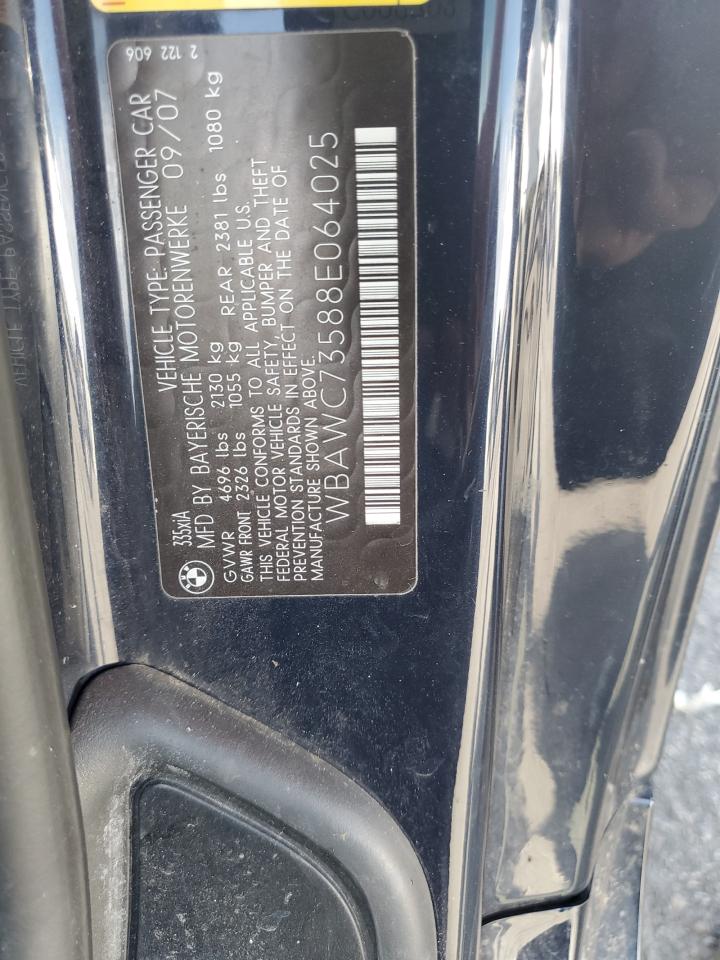 335xiA VEHICLE TYPE: PASSENGER CAR 2 122 606
MFD BY BAYERISCHE MOTORENWERKE 09/07
GVWR 4696 lbs 2130 kg
GAWR FRONT 2326 lbs 1055 kg REAR 2381 lbs 1080 kg
THIS VEHICLE CONFORMS TO ALL APPLICABLE U.S.
FEDERAL MOTOR VEHICLE SAFETY, BUMPER AND THEFT
PREVENTION STANDARDS IN EFFECT ON THE DATE OF
MANUFACTURE SHOWN ABOVE.
WBAWC73588E064025
BMW